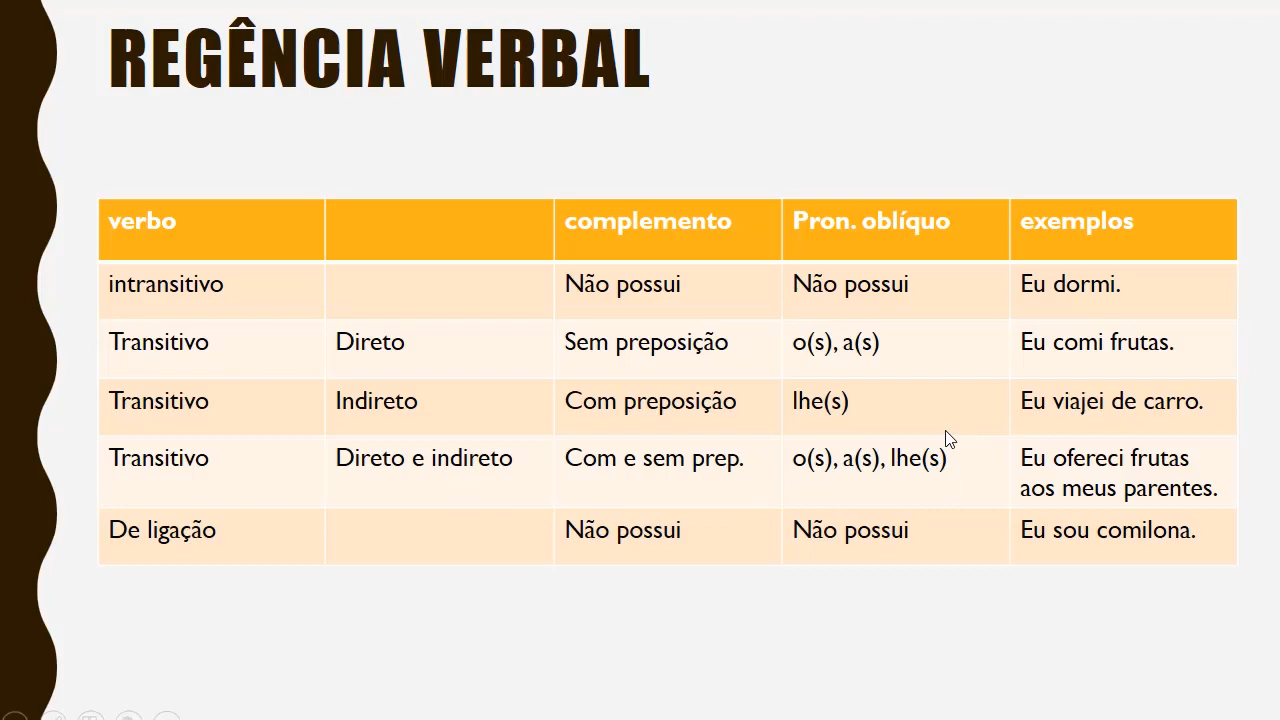 REGÊNCIA VERBAL
verbo complemento Pron. oblíquo exemplos
intransitivo Não possui Não possui Eu dormi.
Transitivo Direto Sem preposição o(s), a(s) Eu comi frutas.
Transitivo Indireto Com preposição lhe(s) Eu viajei de carro.
Transitivo Direto e indireto Com e sem prep. o(s), a(s), lhe(s) Eu ofereci frutas
aos meus parentes.
De ligação Não possui Não possui Eu sou comilona.